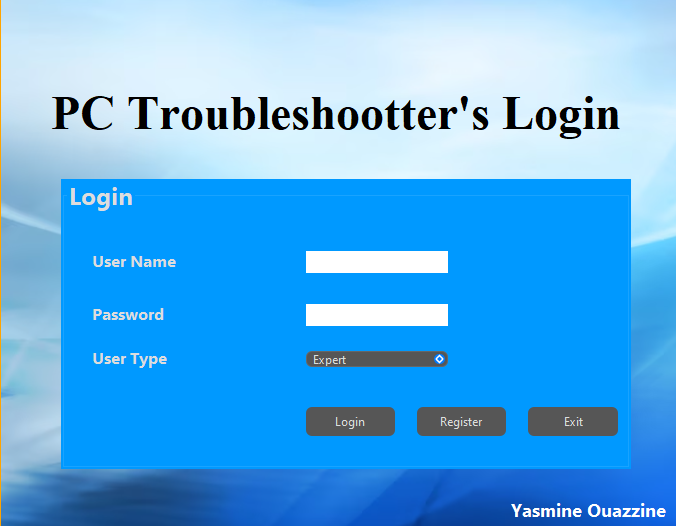 PC Troubleshootter's Login
Login
User Name
Password
User Type Expert
Login Register Exit
Yasmine Ouazzine